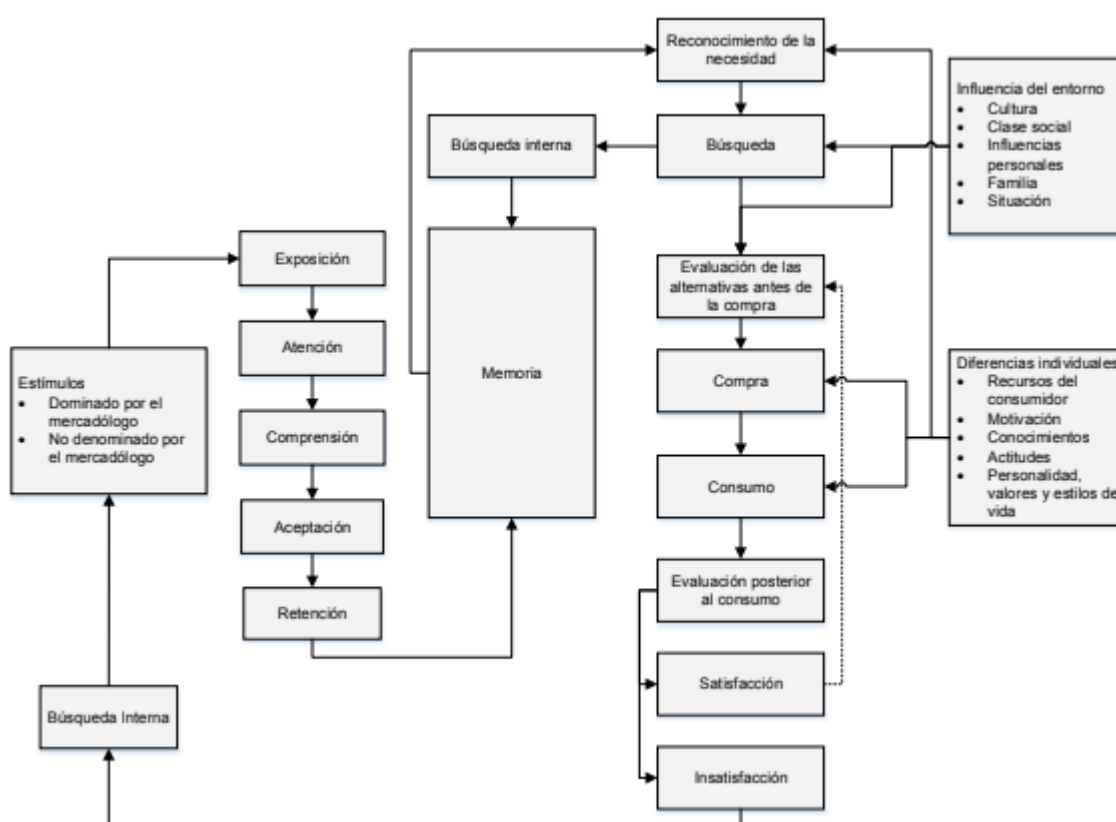 Reconocimiento de la
necesidad
Influencia del entorno
• Cultura
• Clase social
• Influencias
personales
• Familia
• Situación
Búsqueda interna
Búsqueda
Exposición
Evaluación de las
alternativas antes de
la compra
Atención
Memoria
Estímulos
• Dominado por el
mercadólogo
• No denominado por
el mercadólogo
Compra
Diferencias individuales
• Recursos del
consumidor
• Motivación
• Conocimientos
• Actitudes
• Personalidad,
valores y estilos de
vida
Comprensión
Consumo
Aceptación
Evaluación posterior
al consumo
Retención
Satisfacción
Búsqueda Interna
Insatisfacción